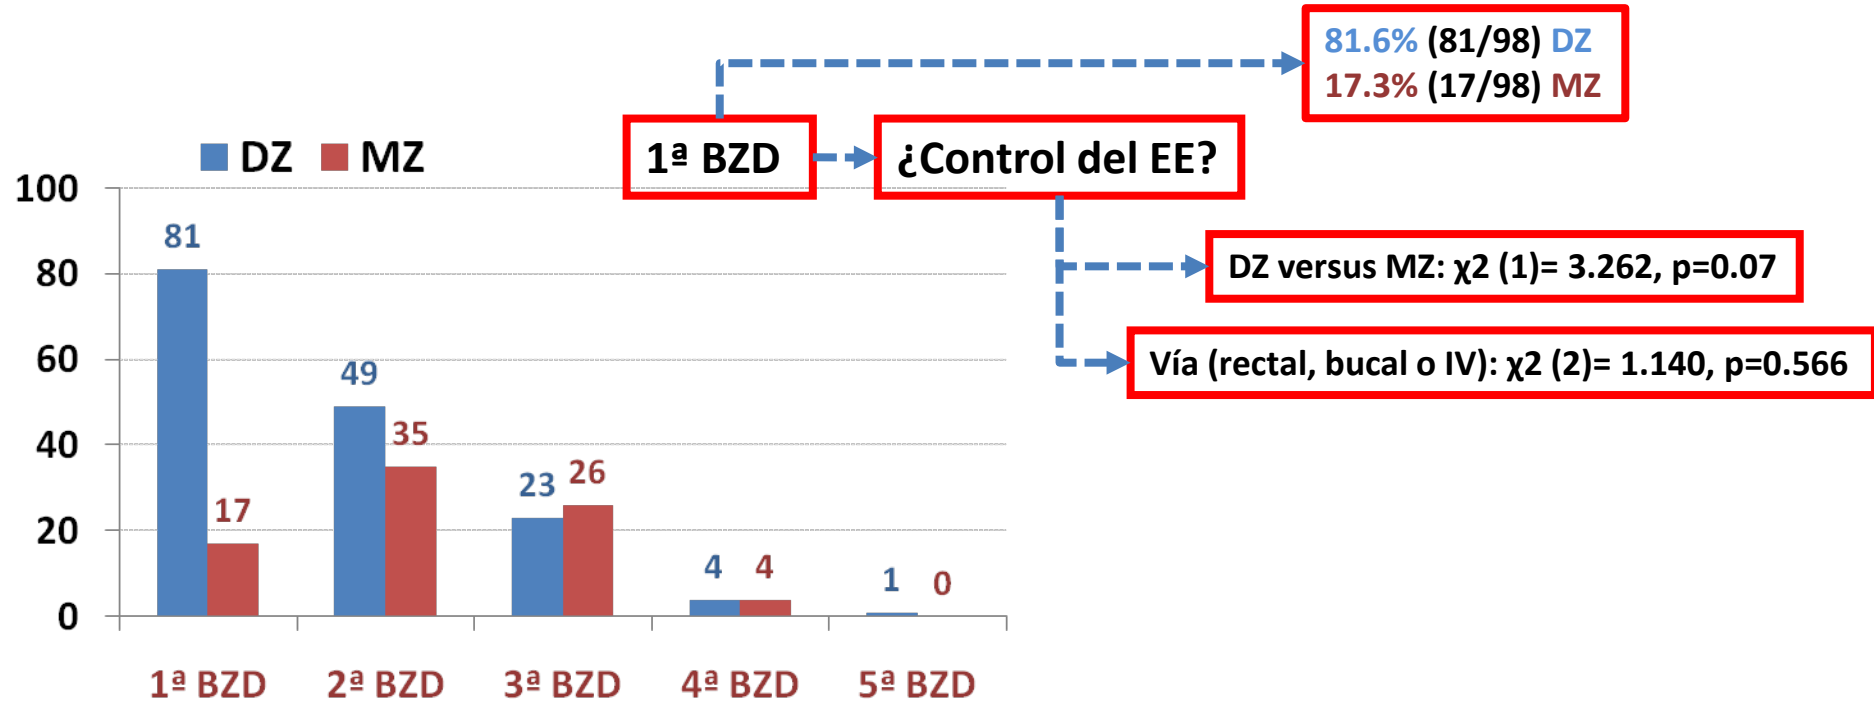 81.6% (81/98) DZ
17.3% (17/98) MZ
1ª BZD
¿Control del EE?
DZ MZ
DZ versus MZ: χ2 (1)= 3.262, p=0.07
Vía (rectal, bucal o IV): χ2 (2)= 1.140, p=0.566
100
80
60
40
20
0
81
17
49
35
23
26
4
4
1
0
1ª BZD
2ª BZD
3ª BZD
4ª BZD
5ª BZD